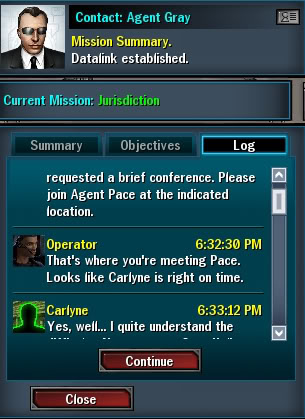 Contact: Agent Gray
Mission Summary.
Datalink established.
Current Mission: Jurisdiction
Summary
Objectives
Log
requested a brief conference. Please
join Agent Pace at the indicated
location.
Operator 6:32:30 PM
That's where you're meeting Pace.
Looks like Carlyne is right on time.
Carlyne 6:33:12 PM
Yes, well... I quite understand the
Continue
Close